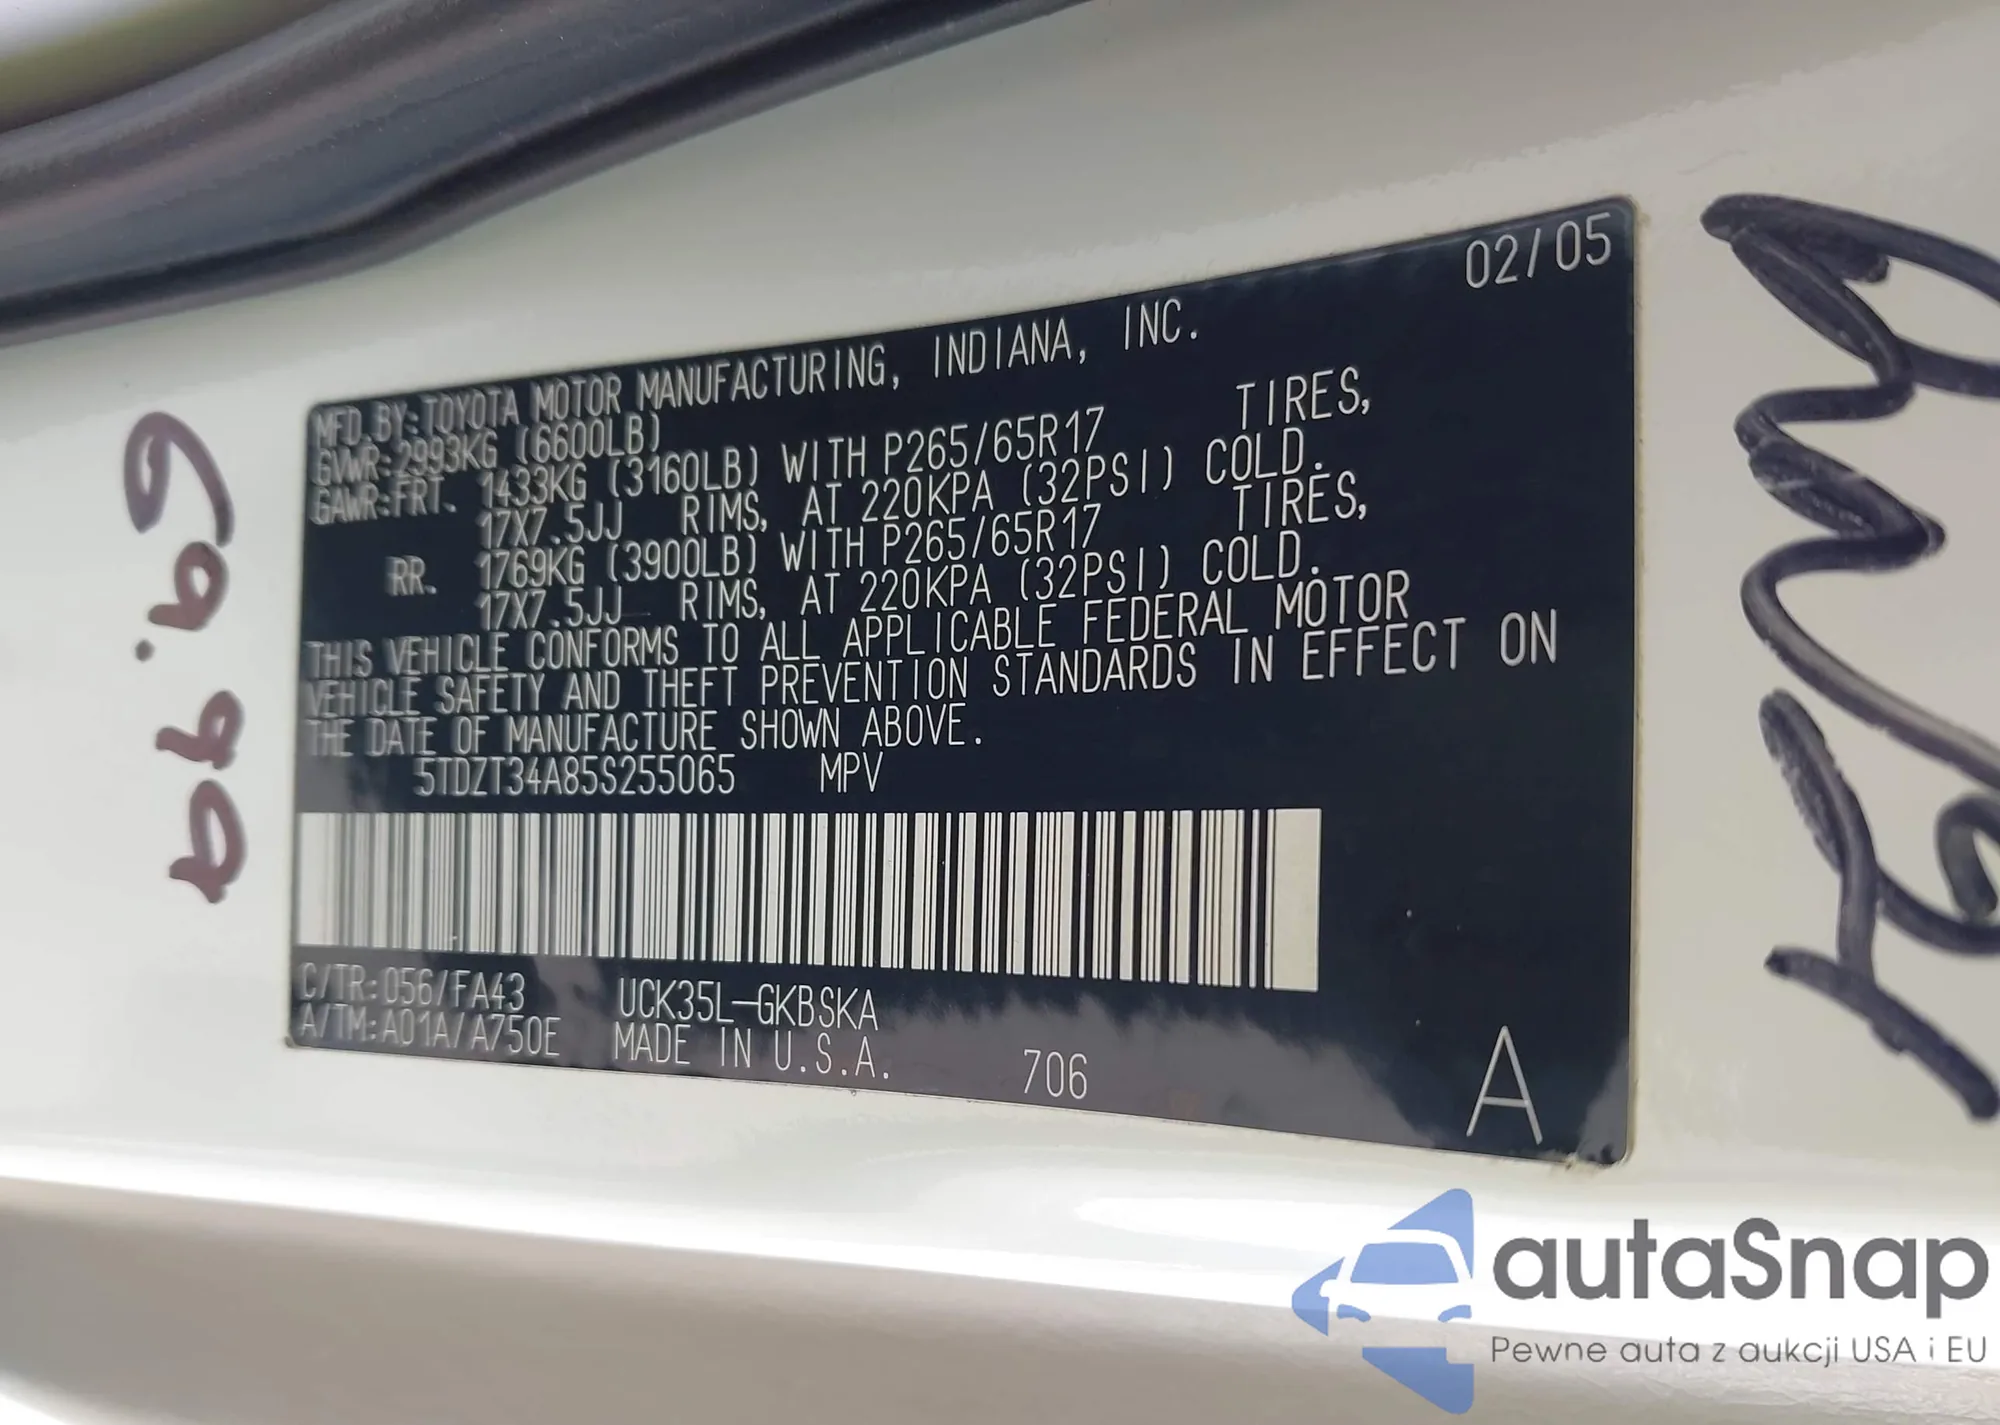 02/05
MFD.BY:TOYOTA MOTOR MANUFACTURING, INDIANA, INC.
GVWR:2993KG (6600LB)
GAWR:FRT. 1433KG (3160LB) WITH P265/65R17 TIRES,
17X7.5JJ RIMS, AT 220KPA (32PSI) COLD.
RR. 1769KG (3900LB) WITH P265/65R17 TIRES,
17X7.5JJ RIMS, AT 220KPA (32PSI) COLD.
THIS VEHICLE CONFORMS TO ALL APPLICABLE FEDERAL MOTOR
VEHICLE SAFETY AND THEFT PREVENTION STANDARDS IN EFFECT ON
THE DATE OF MANUFACTURE SHOWN ABOVE.
5TDZT34A85S255065 MPV
C/TR:056/FA43 UCK35L-GKBSKA
A/TM:A01A/A750E MADE IN U.S.A. 706
A
autaSnap
Pewne auta z aukcji USA i EU